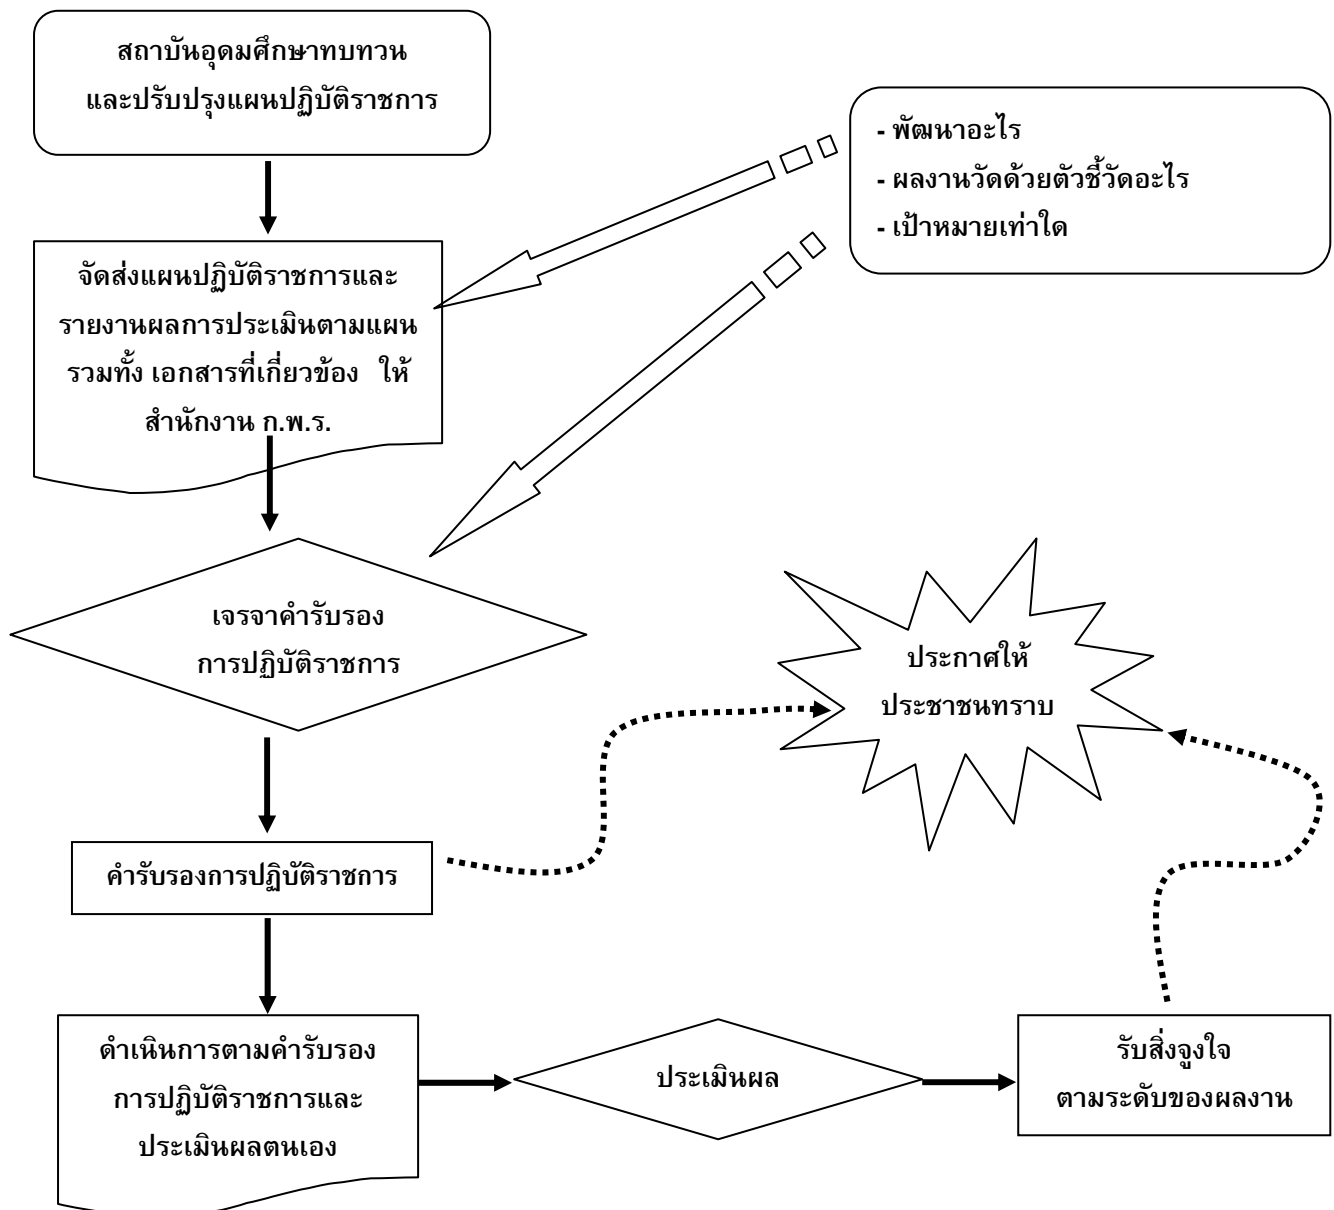 สถาบันอุดมศึกษาทบทวน
และปรับปรุงแผนปฏิบัติราชการ
- พัฒนาอะไร
- ผลงานวัดด้วยตัวชี้วัดอะไร
- เป้าหมายเท่าใด
จัดส่งแผนปฏิบัติราชการและ
รายงานผลการประเมินตามแผน
รวมทั้ง เอกสารที่เกี่ยวข้อง ให้
สำนักงาน ก.พ.ร.
เจรจาคำรับรอง
การปฏิบัติราชการ
ประกาศให้
ประชาชนทราบ
คำรับรองการปฏิบัติราชการ
ดำเนินการตามคำรับรอง
การปฏิบัติราชการและ
ประเมินผลตนเอง
ประเมินผล
รับสิ่งจูงใจ
ตามระดับของผลงาน